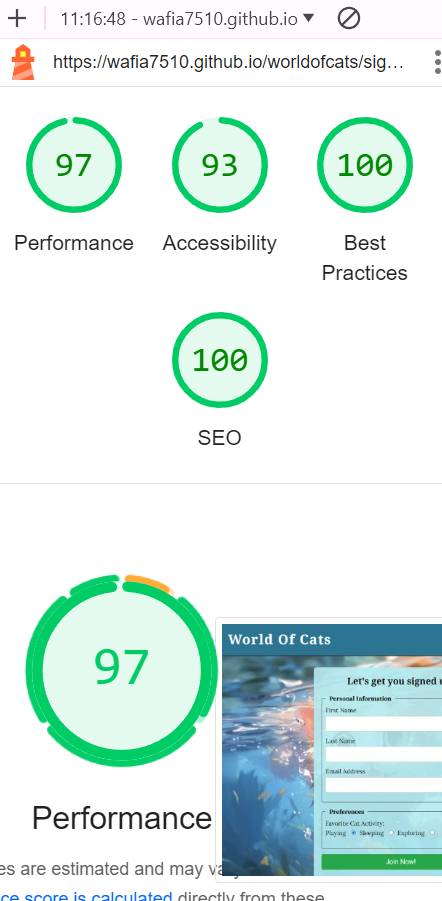 11:16:48 - wafia7510.github.io
https://wafia7510.github.io/worldofcats/sig...
97
93
100
Performance
Accessibility
Best
Practices
100
SEO
97
Performance
es are estimated and may va
ce score is calculated directly from these
World Of Cats
Let's get you signed u
Personal Information
First Name
Last Name
Email Address
Preferences
Favorite Cat Activity:
Playing Sleeping Exploring
Join Now!